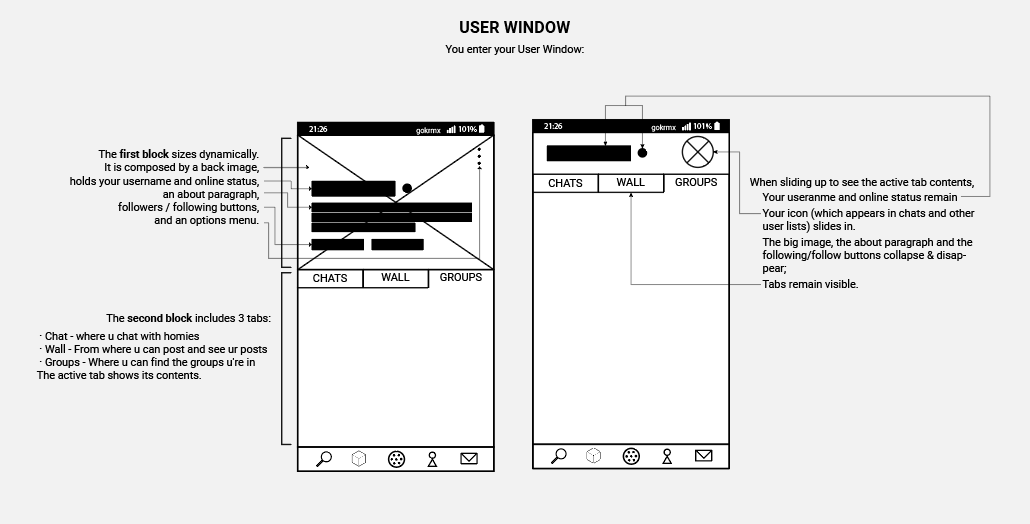 USER WINDOW
You enter your User Window:
21:26 gokrmx 101%
21:26 gokrmx 101%
The first block sizes dynamically.
It is composed by a back image,
holds your username and online status,
an about paragraph,
followers / following buttons,
and an options menu.
CHATS WALL GROUPS
CHATS WALL GROUPS
When sliding up to see the active tab contents,
Your useranme and online status remain
Your icon (which appears in chats and other
user lists) slides in.
The big image, the about paragraph and the
following/follow buttons collapse & disap-
pear;
Tabs remain visible.
The second block includes 3 tabs:
· Chat - where u chat with homies
· Wall - From where u can post and see ur posts
· Groups - Where u can find the groups u're in
The active tab shows its contents.